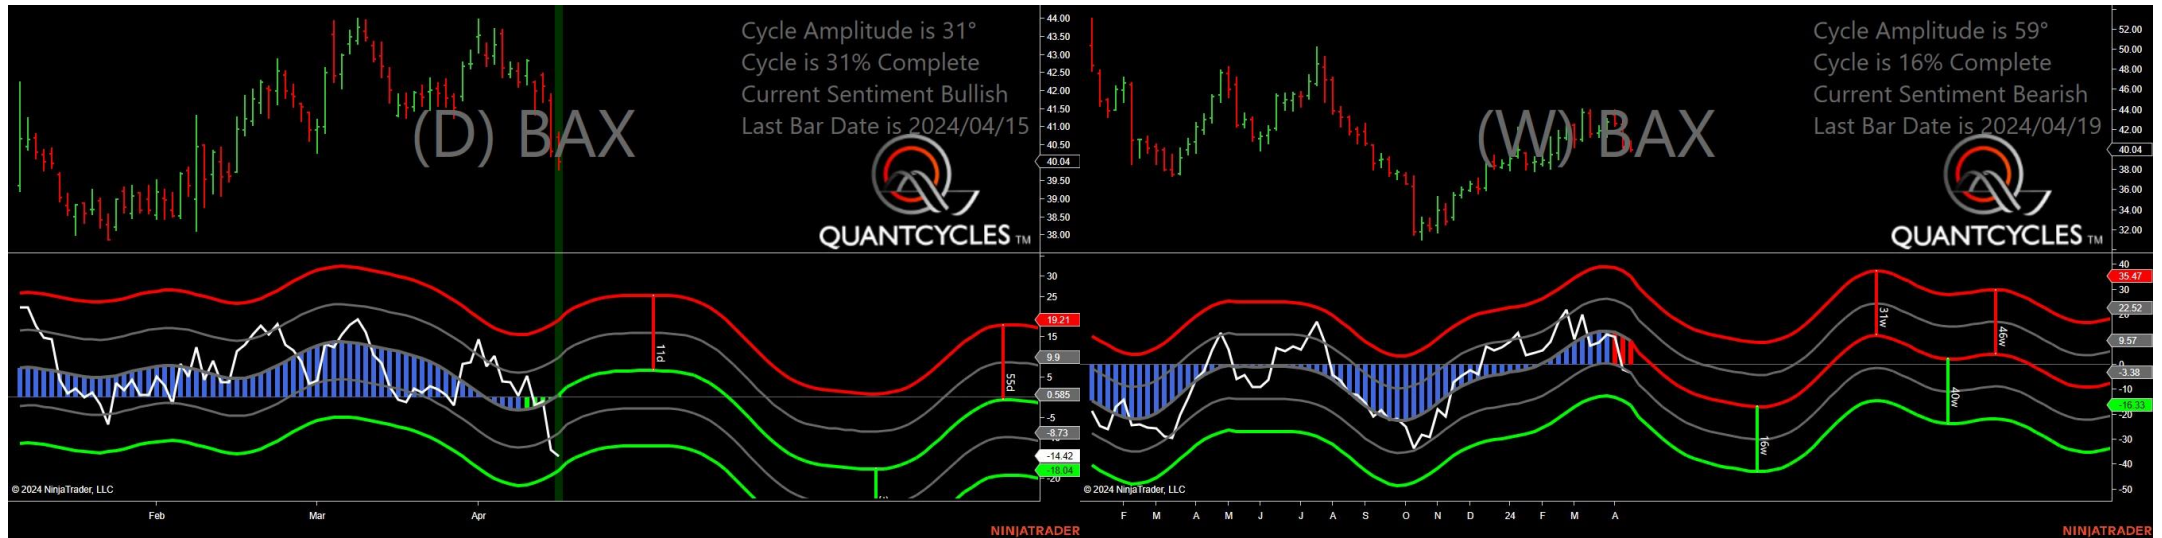 Cycle Amplitude is 31°
Cycle is 31% Complete
Current Sentiment Bullish
Last Bar Date is 2024/04/15
(D) BAX
QUANTCYCLES TM
44.00
43.50
43.00
42.50
42.00
41.50
41.00
40.50
40.04
39.50
39.00
38.50
38.00
30
25
19.21
15
9.9
5
0.585
-5
-8.73
-14.42
-18.04
-20
11d
55d
© 2024 NinjaTrader, LLC
Feb
Mar
Apr
NINJATRADER
Cycle Amplitude is 59°
Cycle is 16% Complete
Current Sentiment Bearish
Last Bar Date is 2024/04/19
(W) BAX
QUANTCYCLES TM
52.00
50.00
48.00
46.00
44.00
42.00
40.04
38.00
36.00
34.00
32.00
40
35.47
30
22.52
20
9.57
0
-3.38
-10
-16.33
-20
-30
-40
-50
31w
46w
40w
16w
© 2024 NinjaTrader, LLC
F
M
A
M
J
J
A
S
O
N
D
24
F
M
A
NINJATRADER